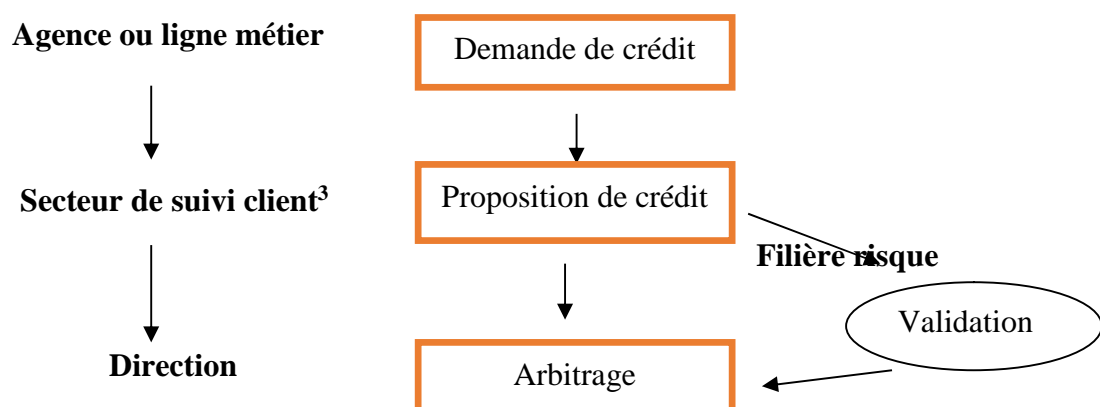 Agence ou ligne métier
Demande de crédit
Secteur de suivi client³
Proposition de crédit
Filière risque
Validation
Direction
Arbitrage